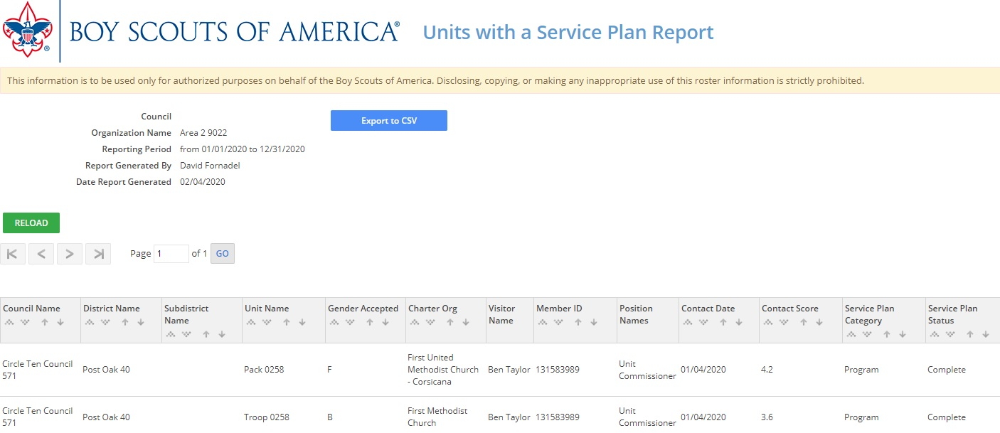 BOY SCOUTS OF AMERICA® Units with a Service Plan Report
This information is to be used only for authorized purposes on behalf of the Boy Scouts of America. Disclosing, copying, or making any inappropriate use of this roster information is strictly prohibited.
Council
Export to CSV
Organization Name Area 2 9022
Reporting Period from 01/01/2020 to 12/31/2020
Report Generated By David Fornadel
Date Report Generated 02/04/2020
RELOAD
Page 1 of 1 GO
Council Name District Name Subdistrict Name Unit Name Gender Accepted Charter Org Visitor Name Member ID Position Names Contact Date Contact Score Service Plan Category Service Plan Status
Circle Ten Council 571 Post Oak 40 Pack 0258 F First United Methodist Church - Corsicana Ben Taylor 131583989 Unit Commissioner 01/04/2020 4.2 Program Complete
Circle Ten Council 571 Post Oak 40 Troop 0258 B First Methodist Church Ben Taylor 131583989 Unit Commissioner 01/04/2020 3.6 Program Complete